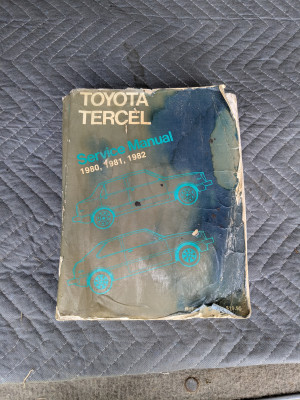 TOYOTA
TERCEL
Service Manual
1980, 1981, 1982